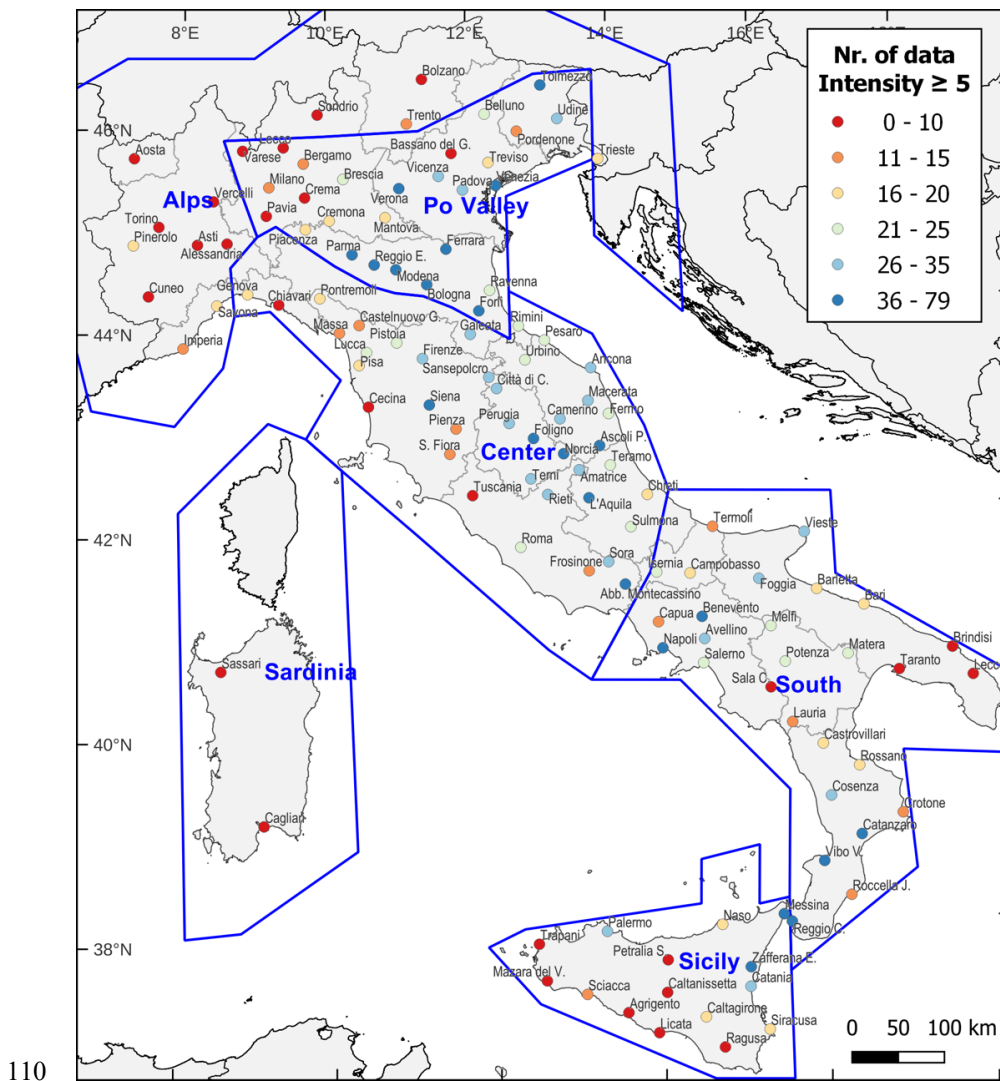 8°E 10°E 12°E 14°E 16°E 18°E
Nr. of data
Intensity ≥ 5
0 - 10
11 - 15
16 - 20
21 - 25
26 - 35
36 - 79
Bolzano
Tolmezzo
Sondrio
Belluno
Udine
46°N
Trento
Pordenone
Lecco
Bassano del G.
Trieste
Aosta
Varese
Bergamo
Vicenza
Treviso
Milano
Brescia
Padova
Venezia
Vercelli
Crema
Verona
Alps
Po Valley
Pavia
Cremona
Mantova
Torino
Pinerolo
Asti
Piacenza
Parma
Ferrara
Alessandria
Reggio E.
Modena
Cuneo
Genova
Chiavari
Pontremoli
Bologna
Ravenna
Savona
Forlì
44°N
Massa
Castelnuovo G.
Galeata
Rimini
Imperia
Lucca
Pistoia
Pesaro
Pisa
Firenze
Urbino
Sansepolcro
Ancona
Città di C.
Cecina
Siena
Macerata
Pienza
Perugia
Camerino
Fermo
S. Fiora
Foligno
Ascoli P.
Center
Norcia
Teramo
Tuscania
Terni
Amatrice
Chieti
Rieti
L'Aquila
42°N
Sulmona
Termoli
Vieste
Roma
Sora
Frosinone
Isernia
Campobasso
Foggia
Barletta
Abb. Montecassino
Bari
Capua
Benevento
Melfi
Napoli
Avellino
Brindisi
Salerno
Potenza
Matera
Taranto
Lecc
Sassari
Sardinia
Sala C.
South
Lauria
40°N
Castrovillari
Rossano
Cosenza
Crotone
Cagliari
Catanzaro
Vibo V.
Roccella J.
Messina
Naso
Reggio C.
38°N
Palermo
Trapani
Petralia S.
Sicily
Zafferana E.
Mazara del V.
Caltanissetta
Catania
Sciacca
Agrigento
Caltagirone
Siracusa
Licata
Ragusa
0 50 100 km
110
8° 10° 12° 14° 16°